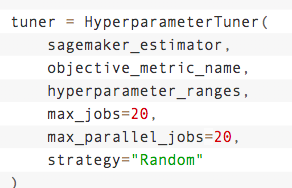 tuner = HyperparameterTuner(
    sagemaker_estimator,
    objective_metric_name,
    hyperparameter_ranges,
    max_jobs=20,
    max_parallel_jobs=20,
    strategy="Random"
)